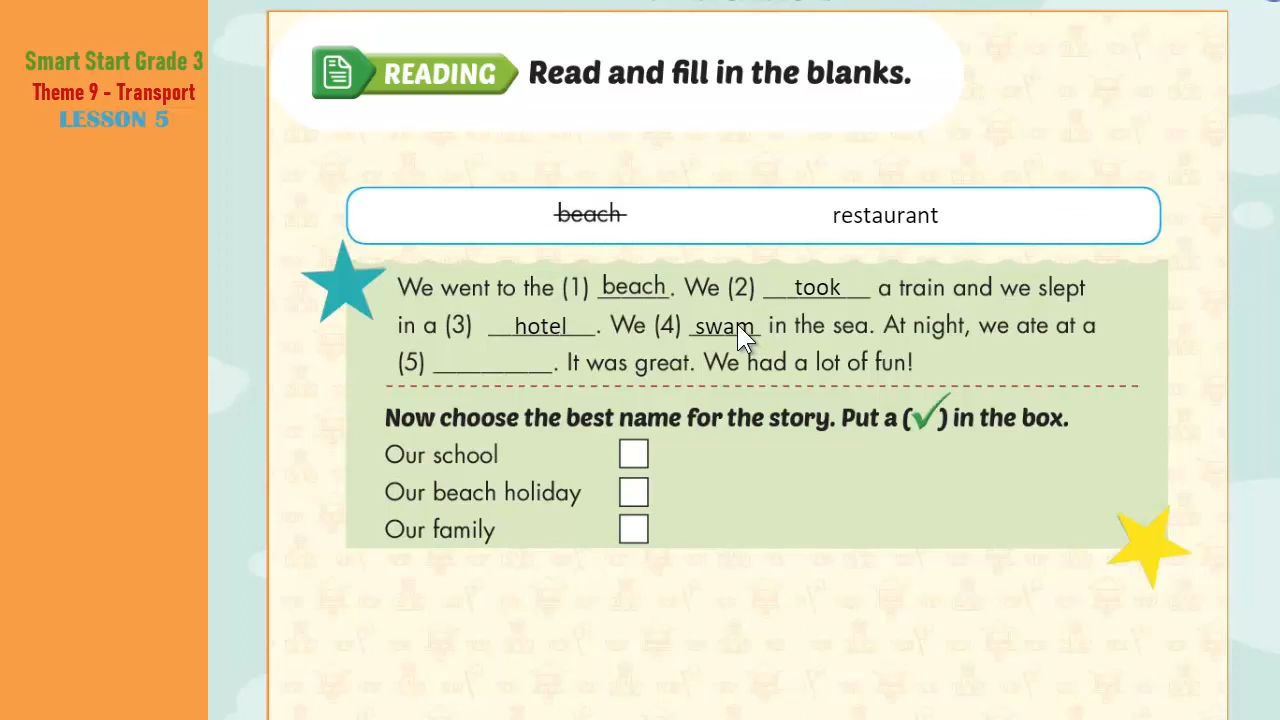 Smart Start Grade 3
Theme 9 - Transport
LESSON 5
READING Read and fill in the blanks.
beach restaurant
We went to the (1) beach. We (2) took a train and we slept
in a (3) hotel. We (4) swam in the sea. At night, we ate at a
(5) __________. It was great. We had a lot of fun!
Now choose the best name for the story. Put a (✓) in the box.
Our school
Our beach holiday
Our family